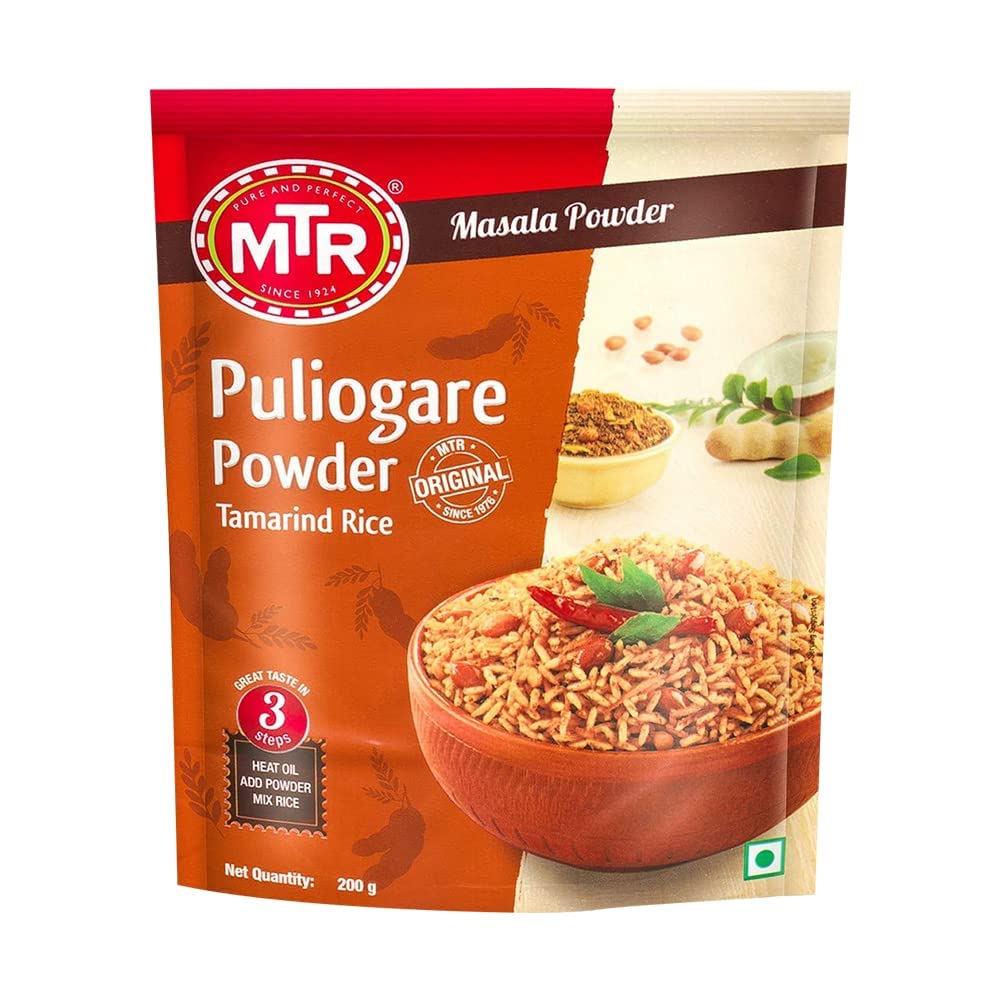 PURE AND PERFECT
MTR
®
SINCE 1924
Masala Powder
Puliogare
Powder
Tamarind Rice
MTR
ORIGINAL
SINCE 1976
GREAT TASTE IN
3
steps
HEAT OIL
ADD POWDER
MIX RICE
Net Quantity: 200 g